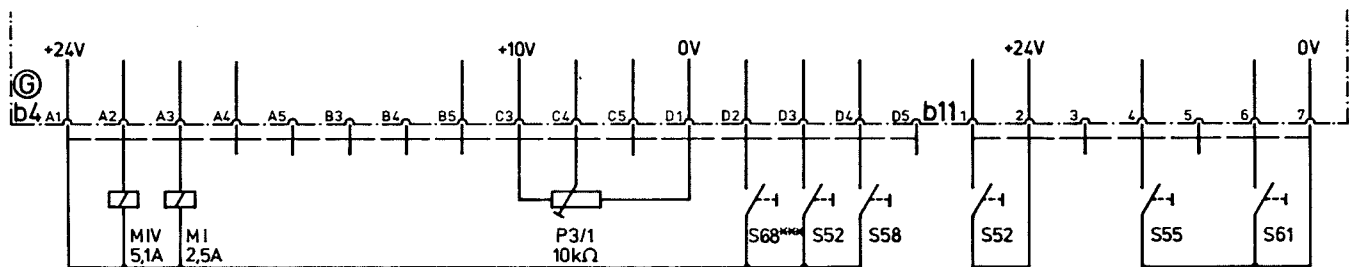 +24V +10V 0V +24V 0V
G
b4 A1 A2 A3 A4 A5 B3 B4 B5 C3 C4 C5 D1 D2 D3 D4 D5 b11 1 2 3 4 5 6 7
MIV MI P3/1 S68*** S52 S58 S52 S55 S61
5,1A 2,5A 10kΩ